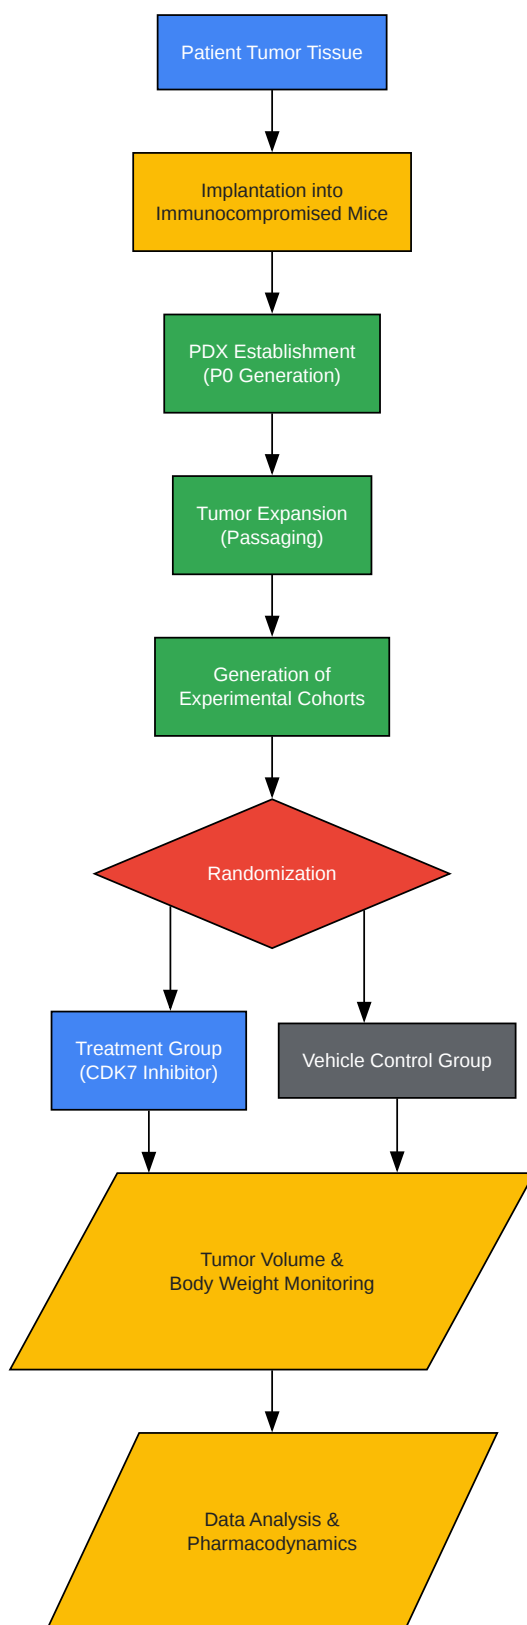 Patient Tumor Tissue
Implantation into
Immunocompromised Mice
PDX Establishment
(P0 Generation)
Tumor Expansion
(Passaging)
Generation of
Experimental Cohorts
Randomization
Treatment Group
(CDK7 Inhibitor)
Vehicle Control Group
Tumor Volume &
Body Weight Monitoring
Data Analysis &
Pharmacodynamics